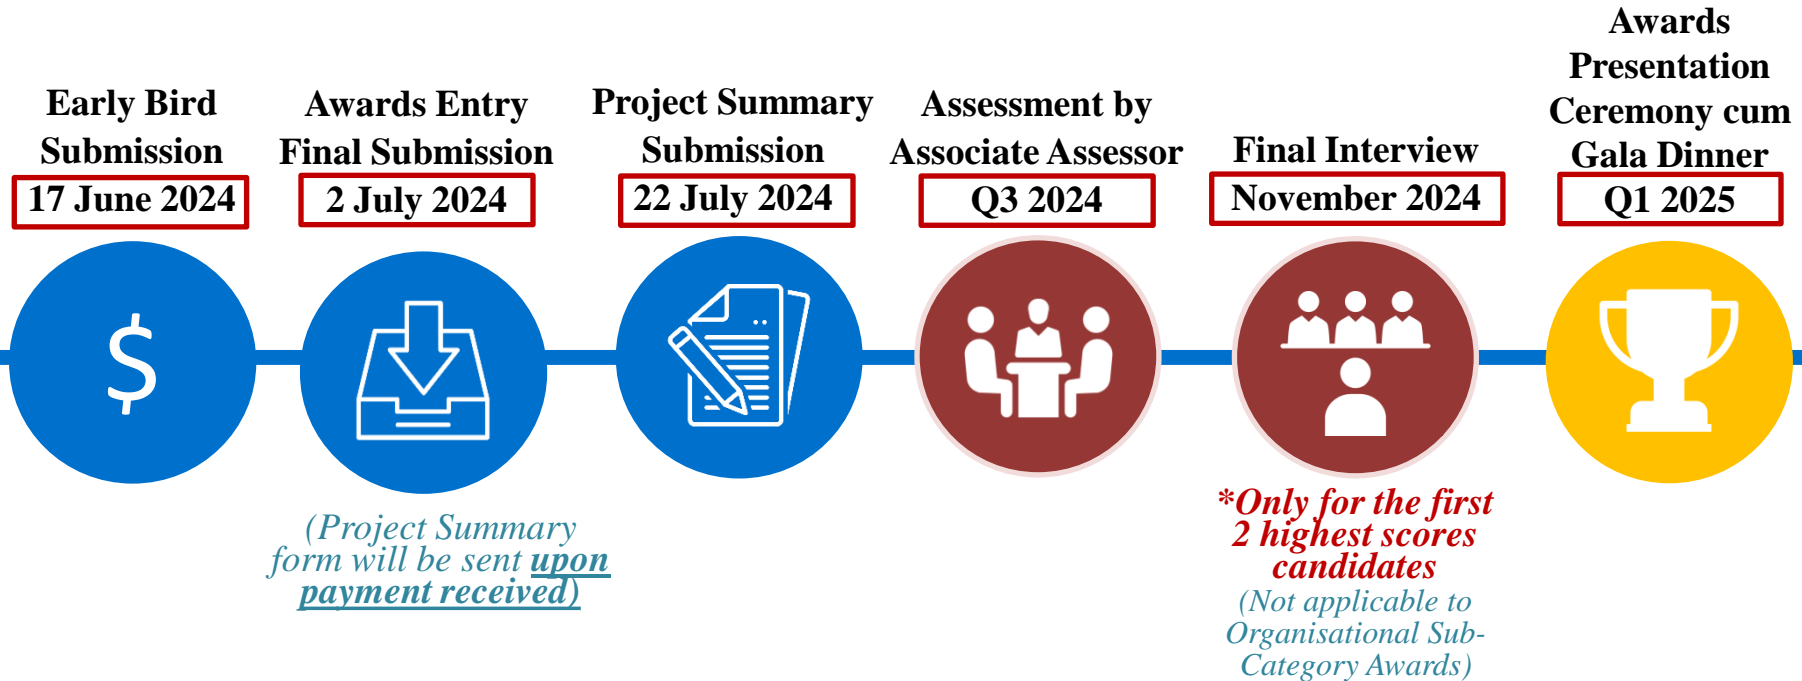 Early Bird
Submission
17 June 2024
Awards Entry
Final Submission
2 July 2024
Project Summary
Submission
22 July 2024
Assessment by
Associate Assessor
Q3 2024
Final Interview
November 2024
Awards
Presentation
Ceremony cum
Gala Dinner
Q1 2025
$
(Project Summary
form will be sent upon
payment received)
*Only for the first
2 highest scores
candidates
(Not applicable to
Organisational Sub-
Category Awards)